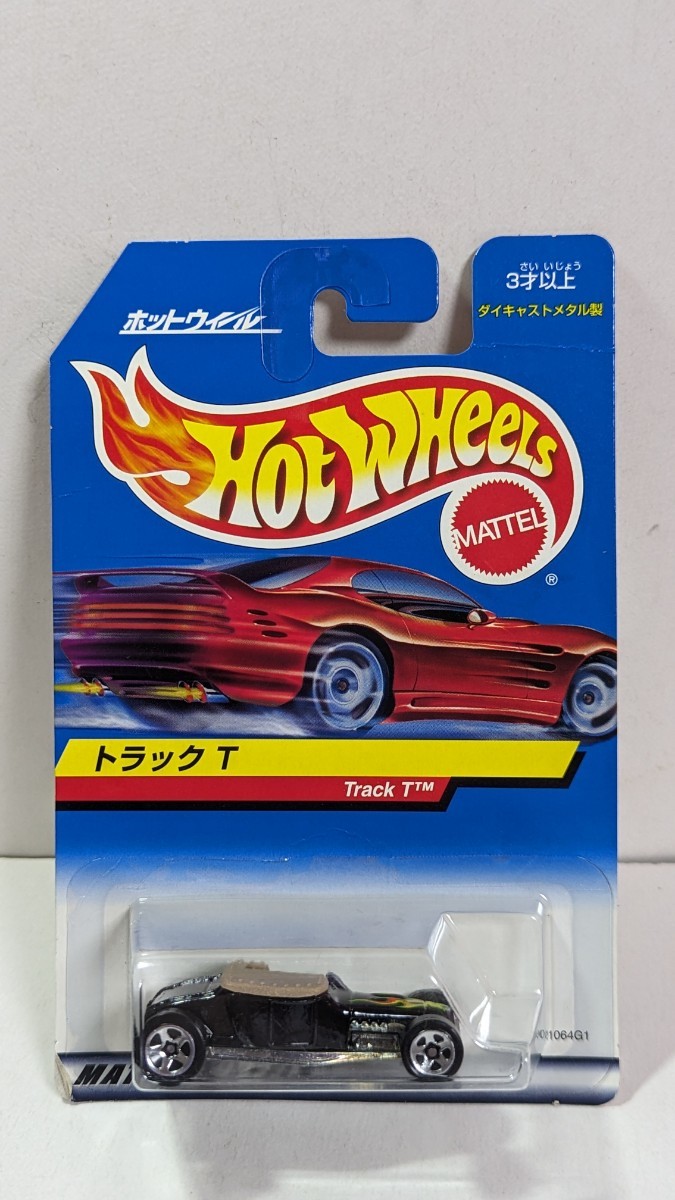 さい いじょう
3才以上
ダイキャストメタル製
ホットウィール
HOT WHEELS
MATTEL
®
トラック T
Track T™
1064G1